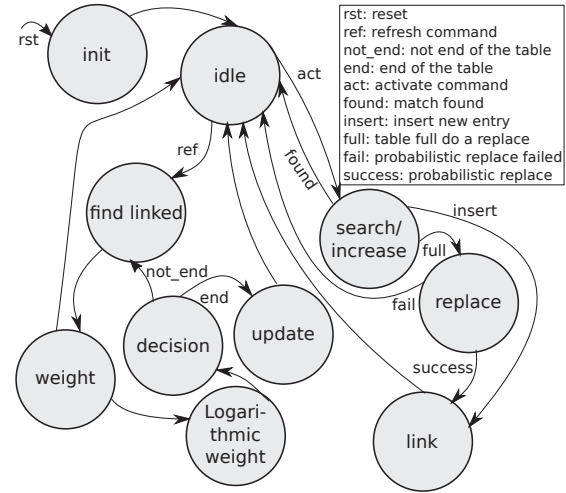 rst
init
idle
act
rst: reset
ref: refresh command
not_end: not end of the table
end: end of the table
act: activate command
found: match found
insert: insert new entry
full: table full do a replace
fail: probabilistic replace failed
success: probabilistic replace
ref
found
find linked
search/
increase
insert
full
not_end
end
fail
replace
decision
update
weight
success
Logari-
thmic
weight
link